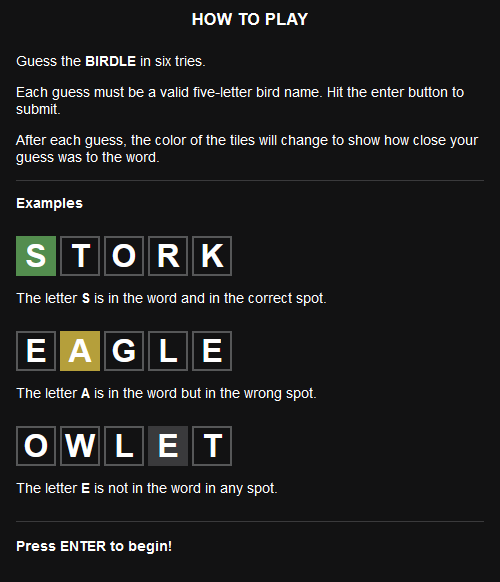 HOW TO PLAY
Guess the BIRDLE in six tries.
Each guess must be a valid five-letter bird name. Hit the enter button to
submit.
After each guess, the color of the tiles will change to show how close your
guess was to the word.
Examples
STORK
The letter S is in the word and in the correct spot.
EAGLE
The letter A is in the word but in the wrong spot.
OWLET
The letter E is not in the word in any spot.
Press ENTER to begin!